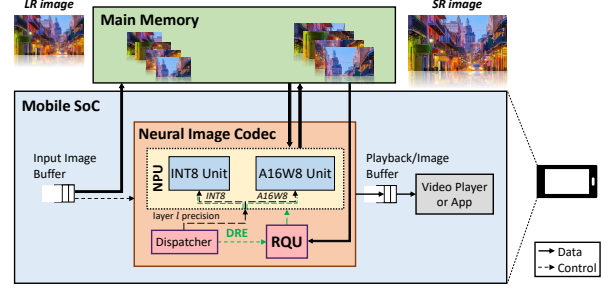 LR image
SR image
Main Memory
Mobile SoC
Neural Image Codec
Input Image
Buffer
NPU
INT8 Unit
A16W8 Unit
INT8
A16W8
layer l precision
Dispatcher
DRE
RQU
Playback/Image
Buffer
Video Player
or App
Data
Control